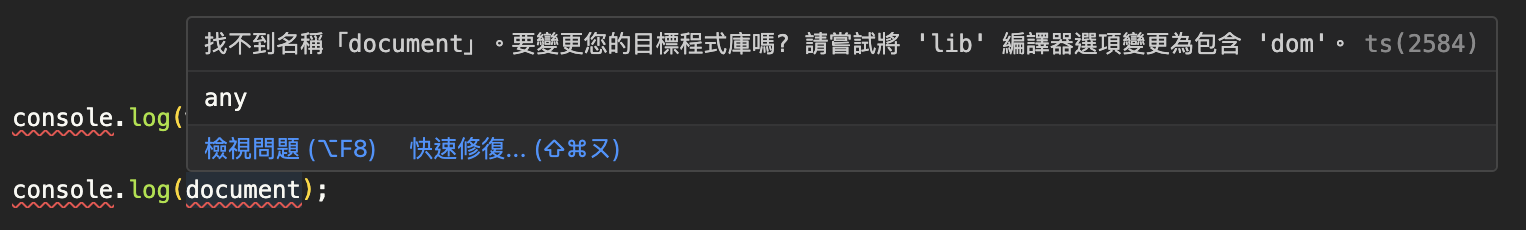 找不到名稱「document」。要變更您的目標程式庫嗎? 請嘗試將 'lib' 編譯器選項變更為包含 'dom'。 ts(2584)
any
檢視問題 (⌥F8) 快速修復... (⇧⌘ㄡ)
console.log(
console.log(document);